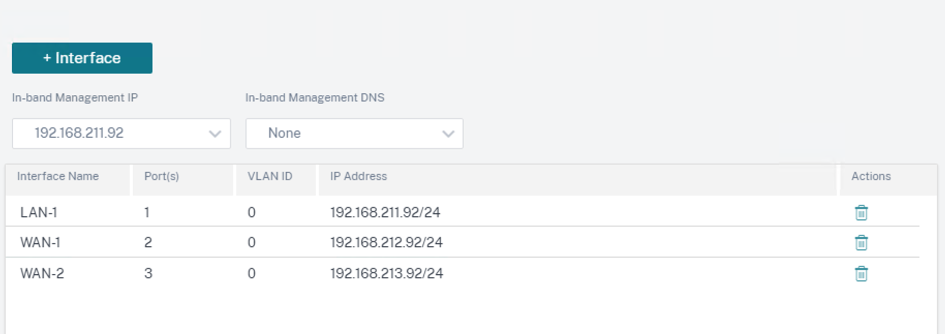 + Interface
In-band Management IP In-band Management DNS
192.168.211.92 None
Interface Name Port(s) VLAN ID IP Address Actions
LAN-1 1 0 192.168.211.92/24
WAN-1 2 0 192.168.212.92/24
WAN-2 3 0 192.168.213.92/24